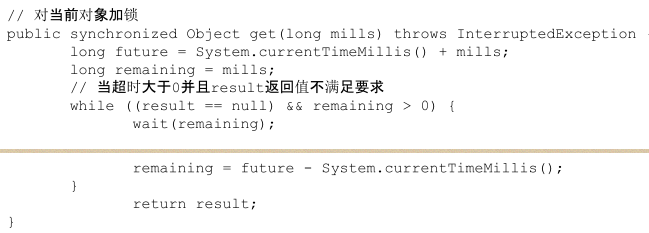 // 对当前对象加锁
public synchronized Object get(long mills) throws InterruptedException {
long future = System.currentTimeMillis() + mills;
long remaining = mills;
// 当超时大于0并且result返回值不满足要求
while ((result == null) && remaining > 0) {
wait(remaining);
remaining = future - System.currentTimeMillis();
}
return result;
}